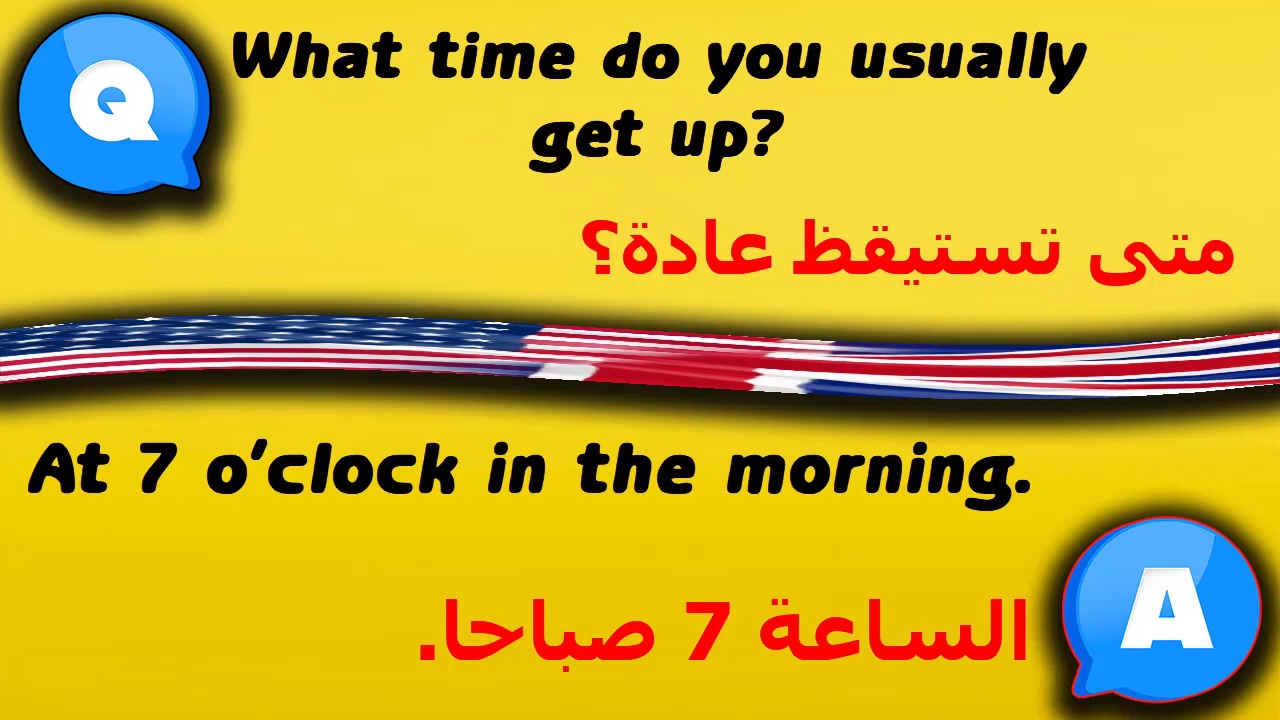 Q
What time do you usually
get up?
متى تستيقظ عادة؟
At 7 o'clock in the morning.
الساعة 7 صباحا.
A